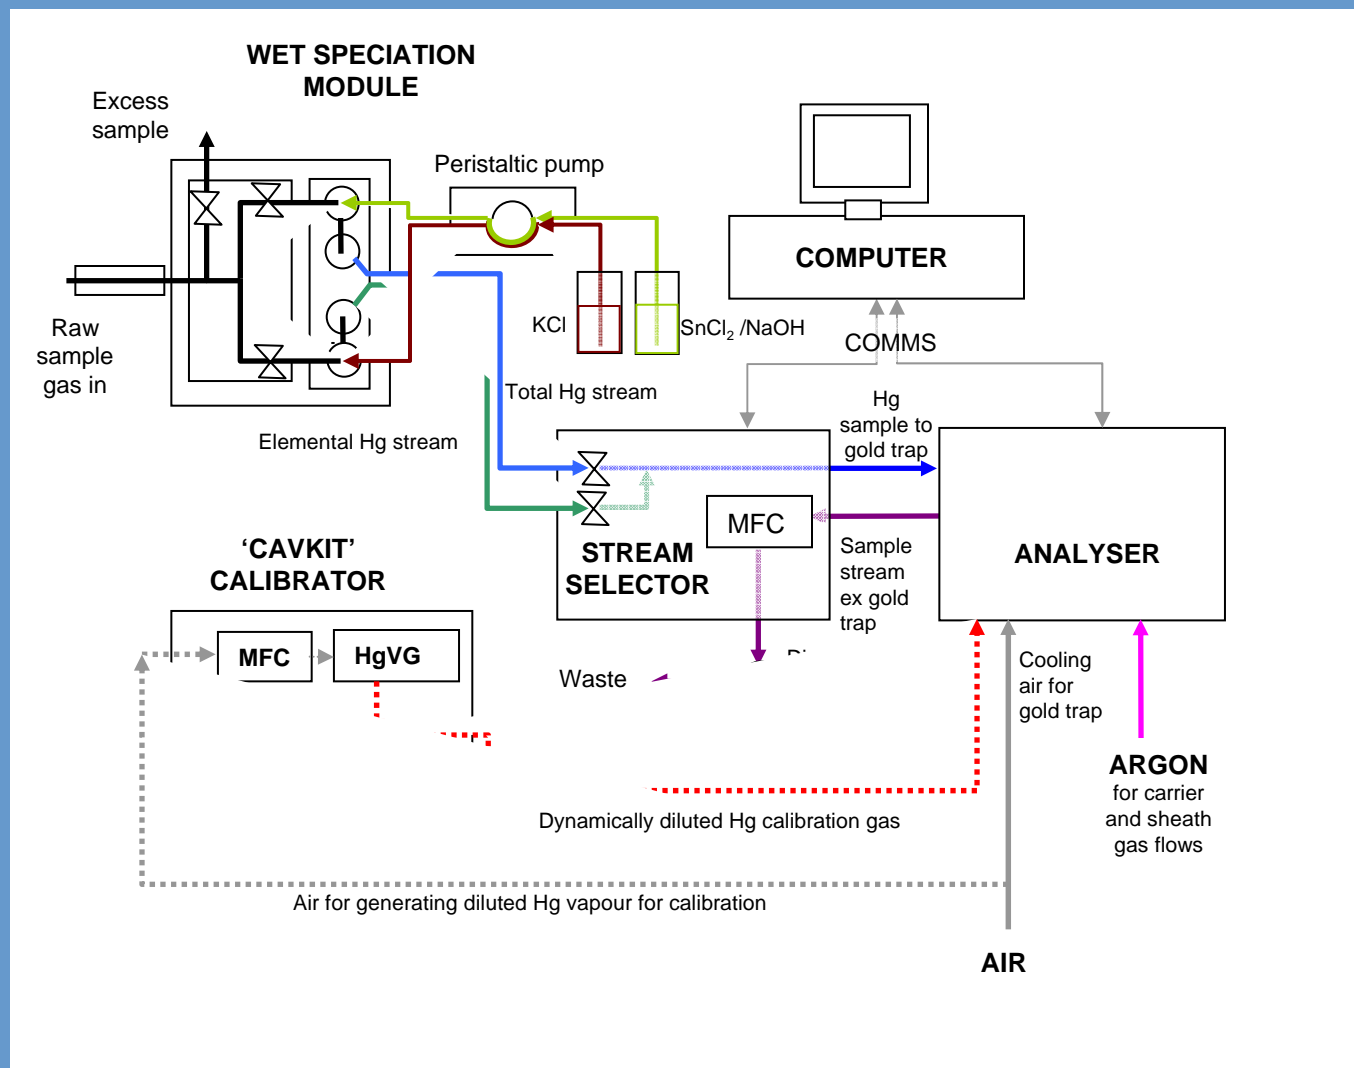 WET SPECIATION
MODULE
Excess
sample
Peristaltic pump
COMPUTER
Raw
sample
gas in
KCl
SnCl2 /NaOH
COMMS
Total Hg stream
Elemental Hg stream
Hg
sample to
gold trap
'CAVKIT'
CALIBRATOR
MFC
STREAM
SELECTOR
Sample
stream
ex gold
trap
ANALYSER
MFC
HgVG
Waste
Cooling
air for
gold trap
ARGON
for carrier
and sheath
gas flows
Dynamically diluted Hg calibration gas
Air for generating diluted Hg vapour for calibration
AIR